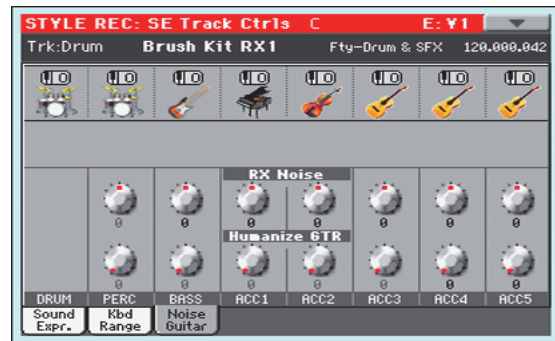 STYLE REC: SE Track Ctrls C E: ¥1
Trk:Drum Brush Kit RX1 Fty-Drum & SFX 120.000.042
RX Noise
0 0 0 0 0 0 0
Humanize GTR
0 0 0 0 0 0 0
DRUM PERC BASS ACC1 ACC2 ACC3 ACC4 ACC5
Sound Expr. Kbd Range Noise Guitar